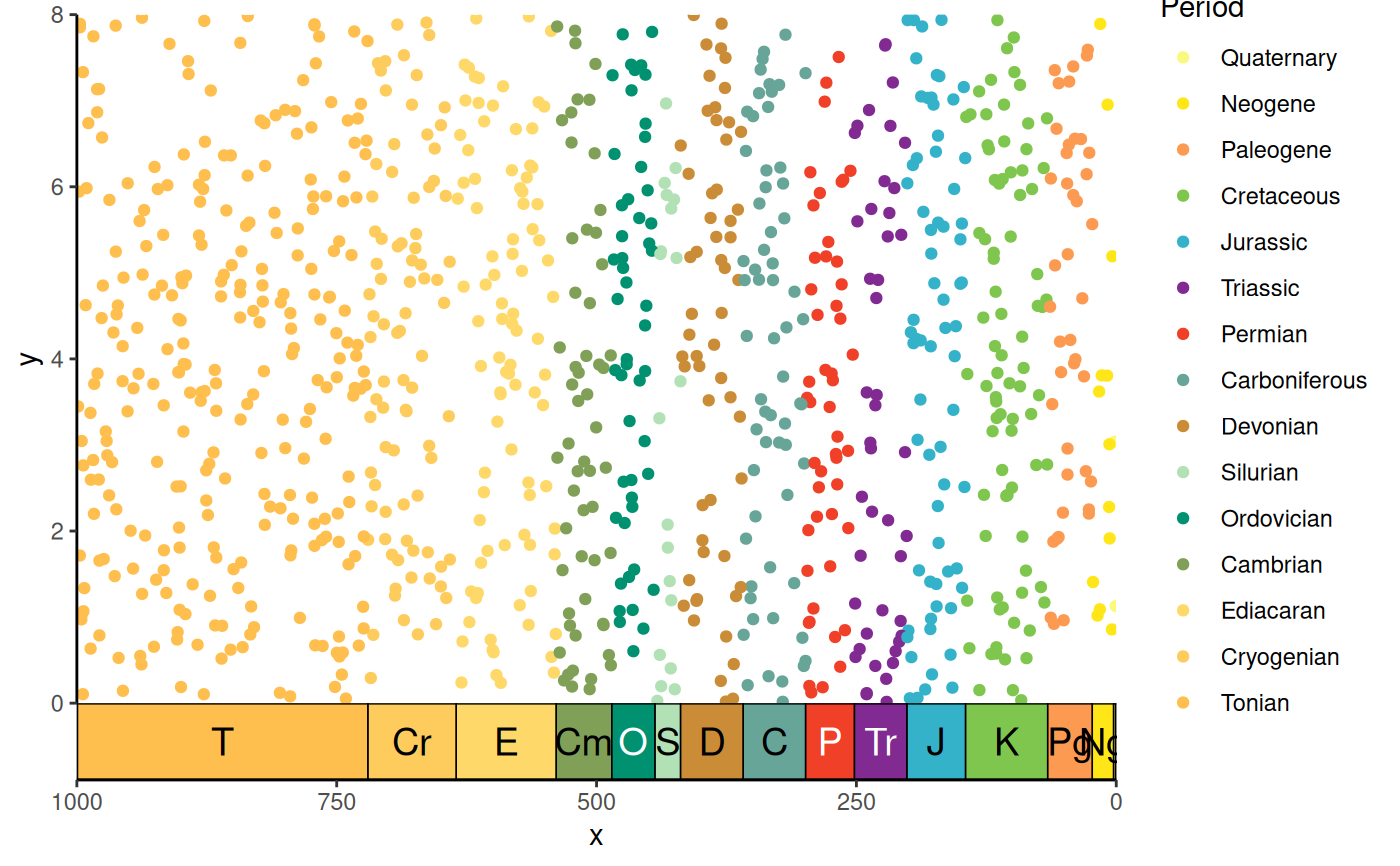 Period
Quaternary
Neogene
Paleogene
Cretaceous
Jurassic
Triassic
Permian
Carboniferous
Devonian
Silurian
Ordovician
Cambrian
Ediacaran
Cryogenian
Tonian
8
6
4
2
0
y
T Cr E Cm O S D C P Tr J K Pg Ng
1000 750 500 250 0
x